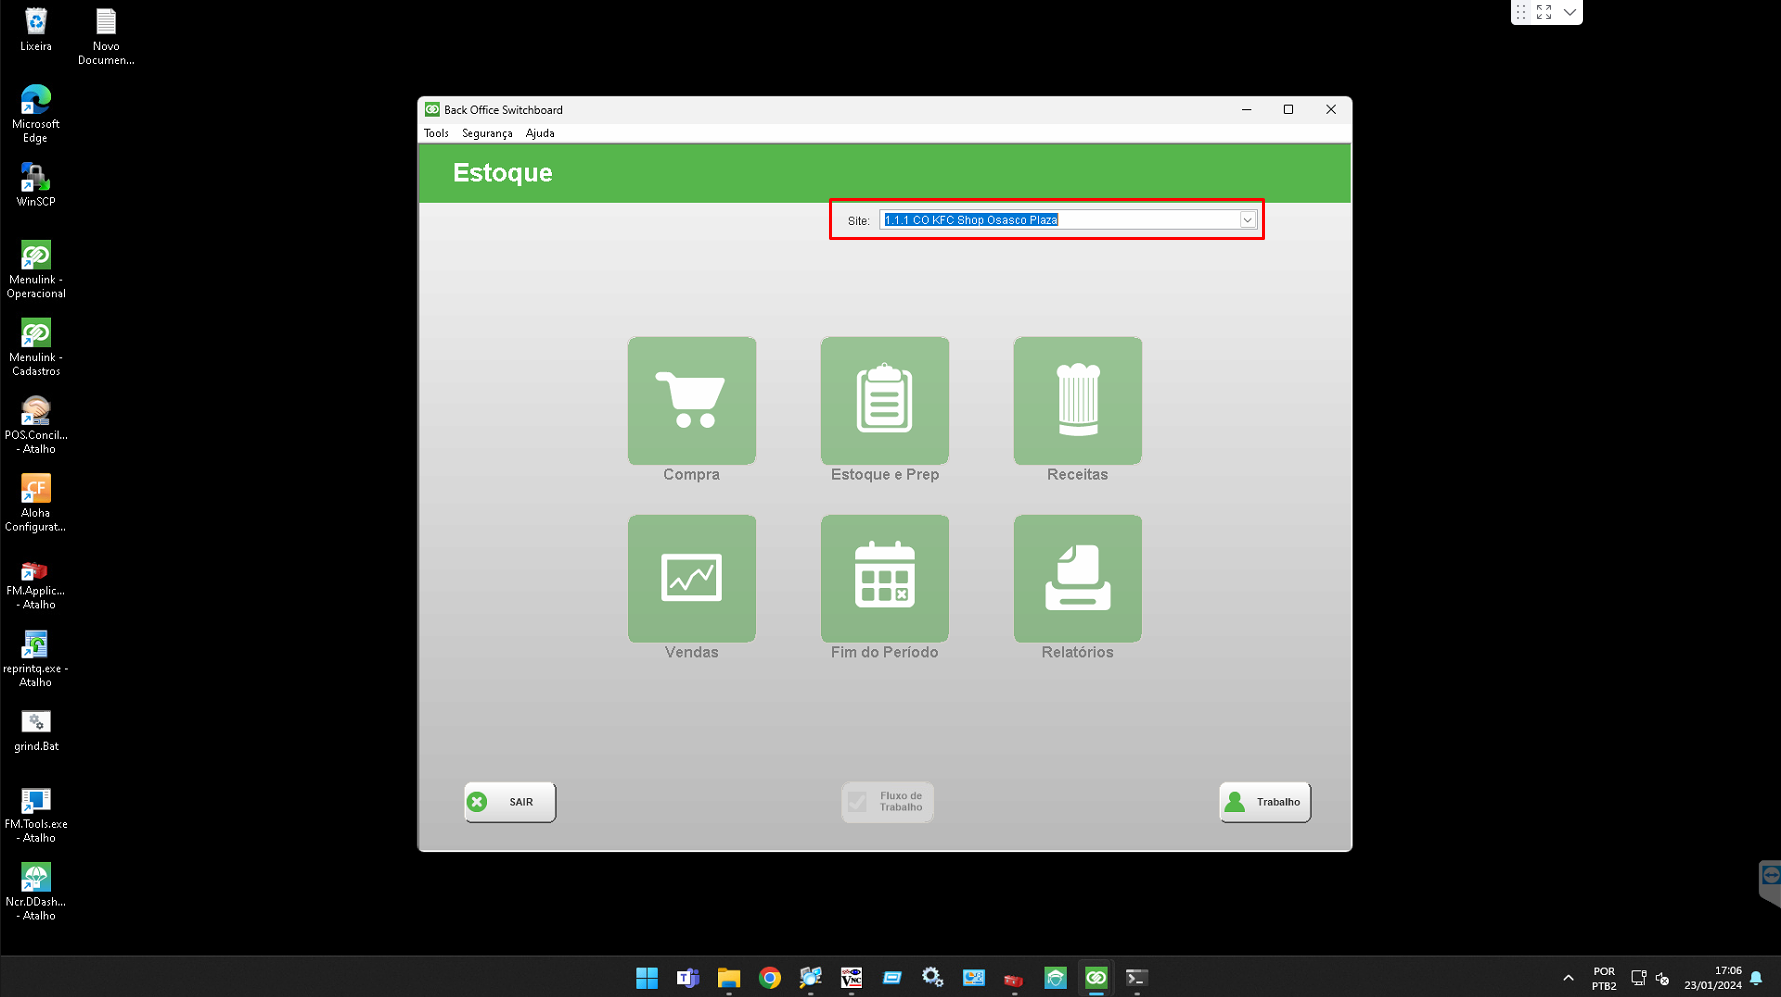 Lixeira
Novo
Documen...
Microsoft
Edge
WinSCP
Menulink -
Operacional
Menulink -
Cadastros
POS.Concil...
- Atalho
CF
Aloha
Configurat...
FM.Applic...
- Atalho
reprintq.exe -
Atalho
grind.Bat
FM.Tools.exe
- Atalho
Ncr.DDash...
- Atalho
Back Office Switchboard
Tools Segurança Ajuda
Estoque
Site: 1.1.1 CO KFC Shop Osasco Plaza
Compra
Estoque e Prep
Receitas
Vendas
Fim do Período
Relatórios
SAIR
Fluxo de
Trabalho
Trabalho
VNC
POR
PTB2
17:06
23/01/2024